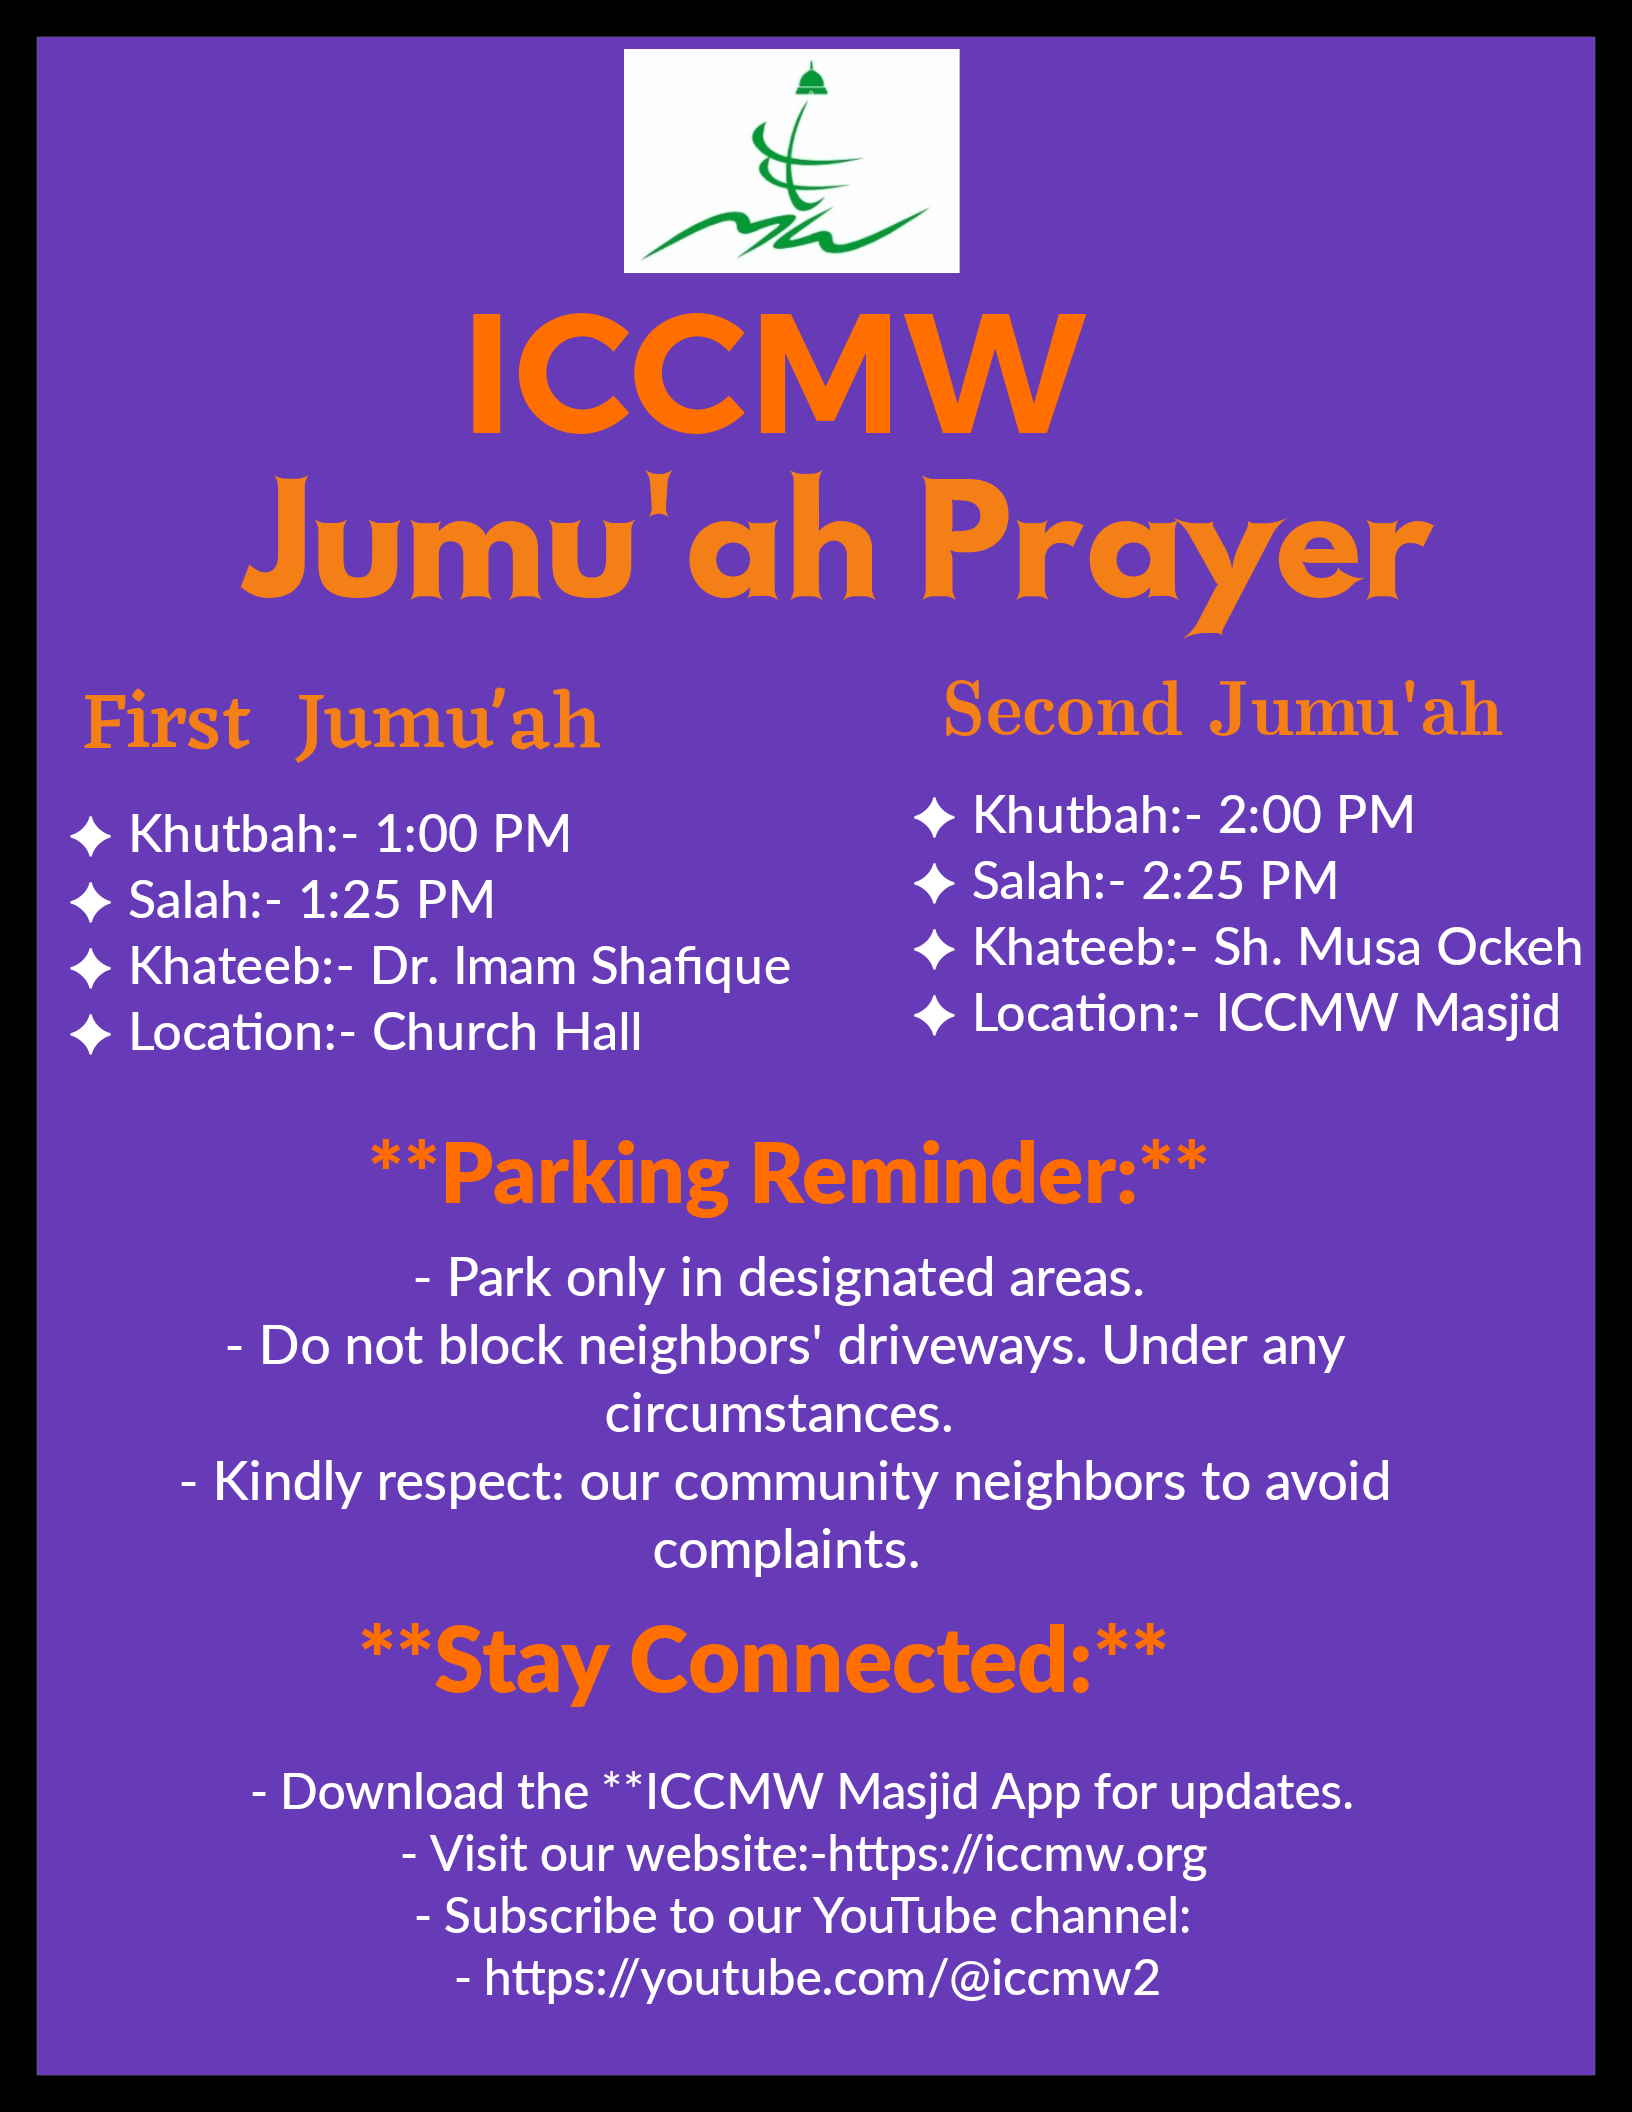 ICCMW
Jumu'ah Prayer
First Jumu'ah
✦ Khutbah:- 1:00 PM
✦ Salah:- 1:25 PM
✦ Khateeb:- Dr. Imam Shafique
✦ Location:- Church Hall
Second Jumu'ah
✦ Khutbah:- 2:00 PM
✦ Salah:- 2:25 PM
✦ Khateeb:- Sh. Musa Ockeh
✦ Location:- ICCMW Masjid
**Parking Reminder:**
- Park only in designated areas.
- Do not block neighbors' driveways. Under any
circumstances.
- Kindly respect: our community neighbors to avoid
complaints.
**Stay Connected:**
- Download the **ICCMW Masjid App for updates.
- Visit our website:-https://iccmw.org
- Subscribe to our YouTube channel:
- https://youtube.com/@iccmw2